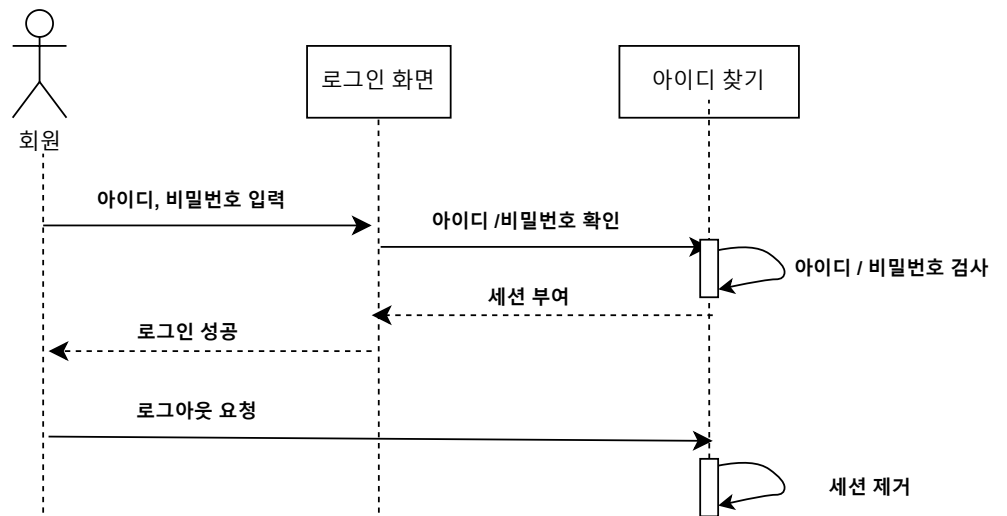 로그인 화면
아이디 찾기
회원
아이디, 비밀번호 입력
아이디 /비밀번호 확인
아이디 / 비밀번호 검사
세션 부여
로그인 성공
로그아웃 요청
세션 제거